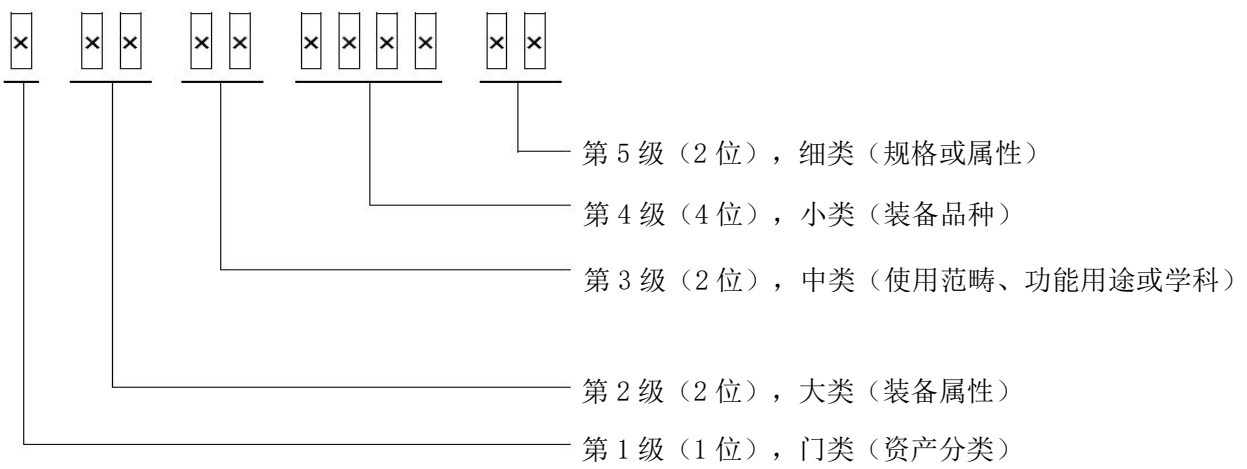 × ×× ×× ×××× ××
第5级（2位），细类（规格或属性）
第4级（4位），小类（装备品种）
第3级（2位），中类（使用范畴、功能用途或学科）
第2级（2位），大类（装备属性）
第1级（1位），门类（资产分类）